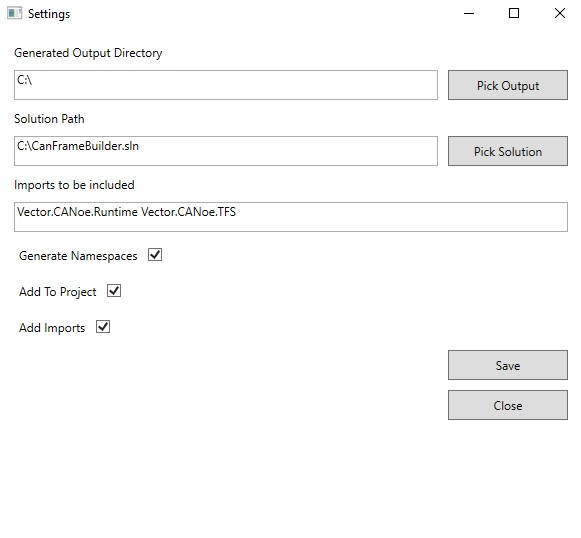 Settings
Generated Output Directory
C:\
Pick Output
Solution Path
C:\CanFrameBuilder.sln
Pick Solution
Imports to be included
Vector.CANoe.Runtime Vector.CANoe.TFS
Generate Namespaces
Add To Project
Add Imports
Save
Close